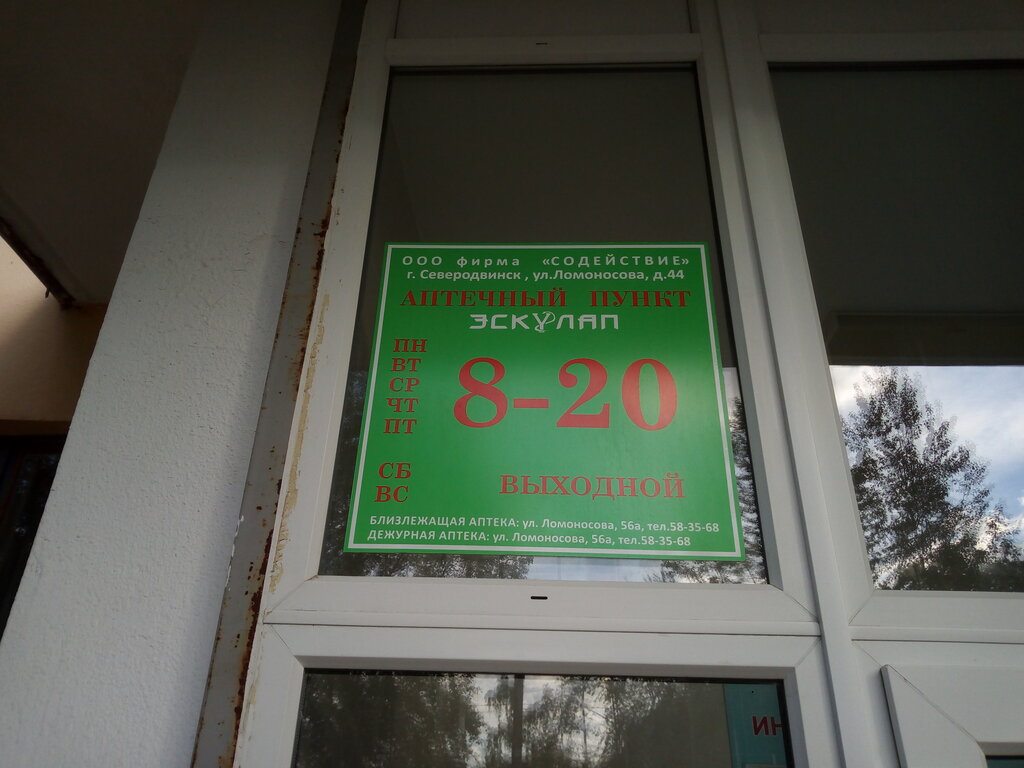 ООО фирма «СОДЕЙСТВИЕ»
г. Северодвинск , ул.Ломоносова, д.44
АПТЕЧНЫЙ ПУНКТ
ЭСКУЛАП
ПН
ВТ
СР
ЧТ
ПТ
8-20
СБ
ВС
ВЫХОДНОЙ
БЛИЗЛЕЖАЩАЯ АПТЕКА: ул. Ломоносова, 56а, тел.58-35-68
ДЕЖУРНАЯ АПТЕКА: ул. Ломоносова, 56а, тел.58-35-68